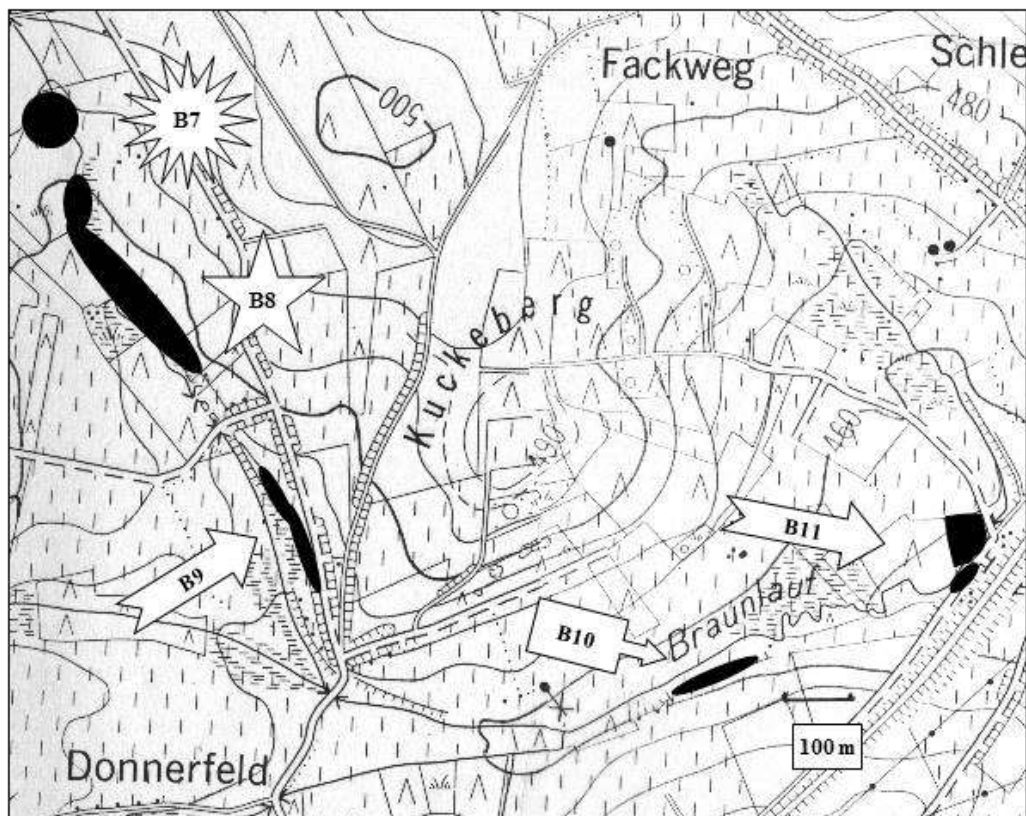 Fackweg
Schle
B7
500
480
B8
Kuckeberg
490
460
B11
B9
B10
Braunlauf
100 m
Donnerfeld